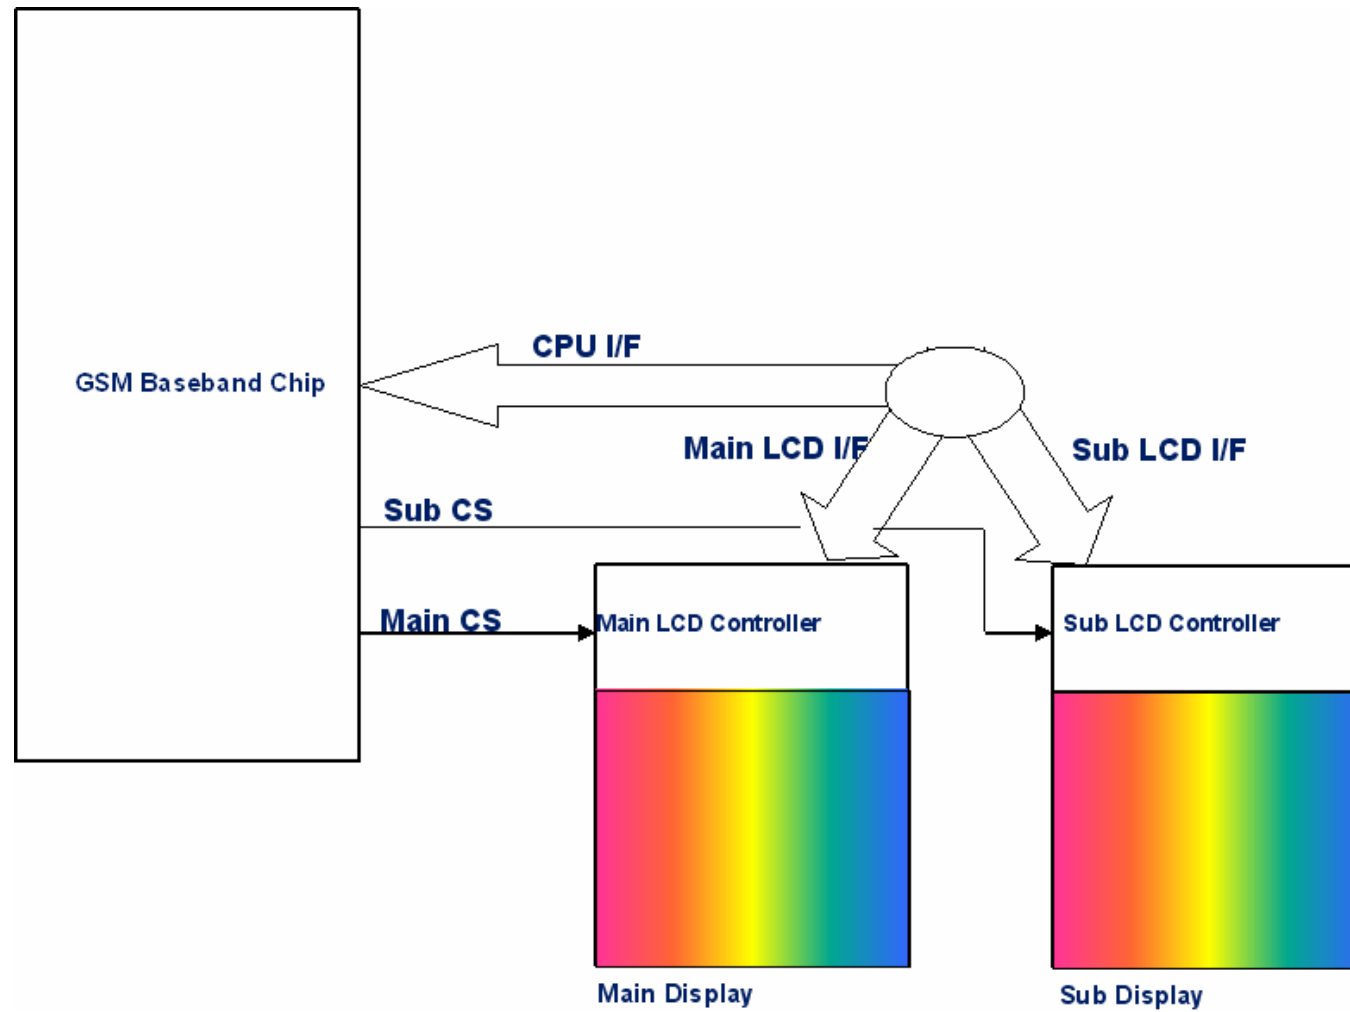 CPU I/F
GSM Baseband Chip
Main LCD I/F
Sub LCD I/F
Sub CS
Main CS
Main LCD Controller
Sub LCD Controller
Main Display
Sub Display